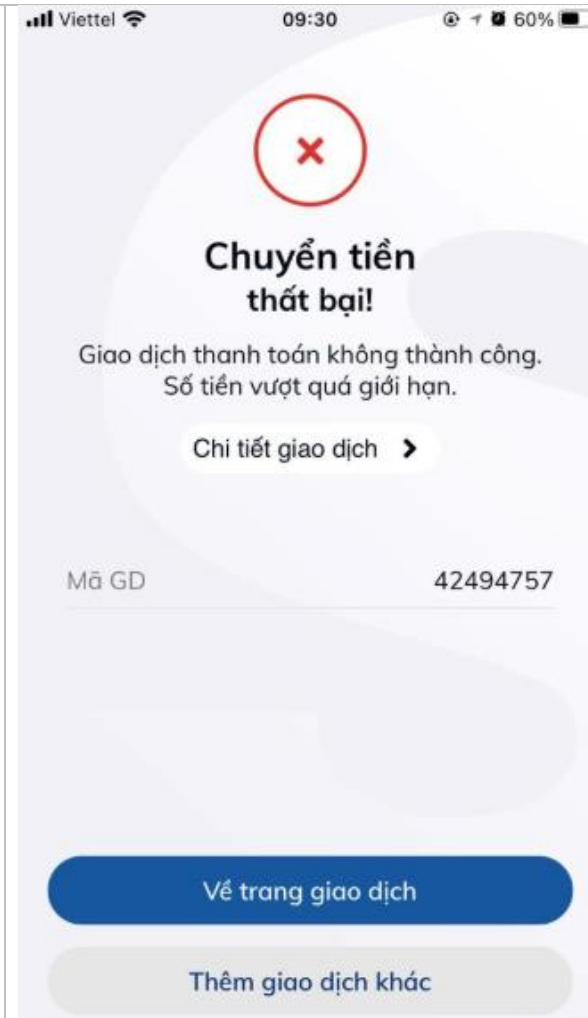 Viettel 09:30 60%
Chuyển tiền
thất bại!
Giao dịch thanh toán không thành công.
Số tiền vượt quá giới hạn.
Chi tiết giao dịch
Mã GD 42494757
Về trang giao dịch
Thêm giao dịch khác